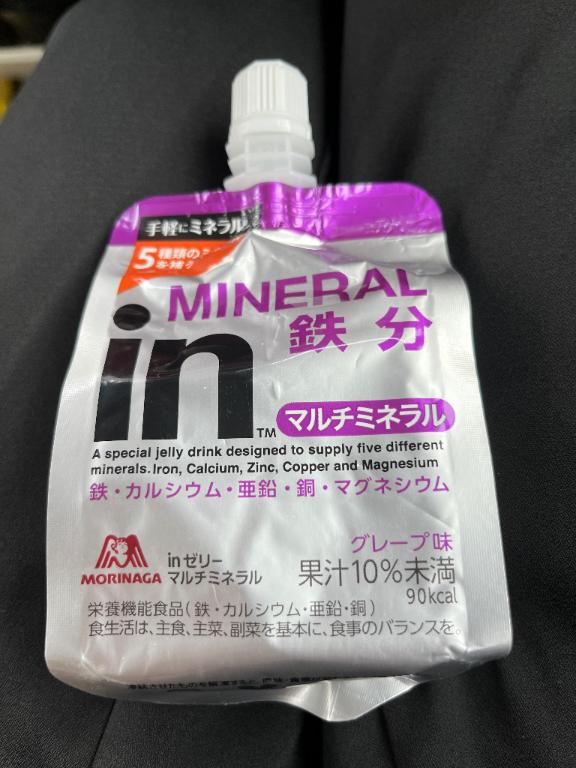 手軽にミネラル
5種類の
を補う
MINERAL
in
鉄分
マルチミネラル
TM
A special jelly drink designed to supply five different
minerals.Iron, Calcium, Zinc, Copper and Magnesium
鉄・カルシウム・亜鉛・銅・マグネシウム
MORINAGA
inゼリー
マルチミネラル
グレープ味
果汁10%未満
90kcal
栄養機能食品(鉄・カルシウム・亜鉛・銅)
食生活は、主食、主菜、副菜を基本に、食事のバランスを。